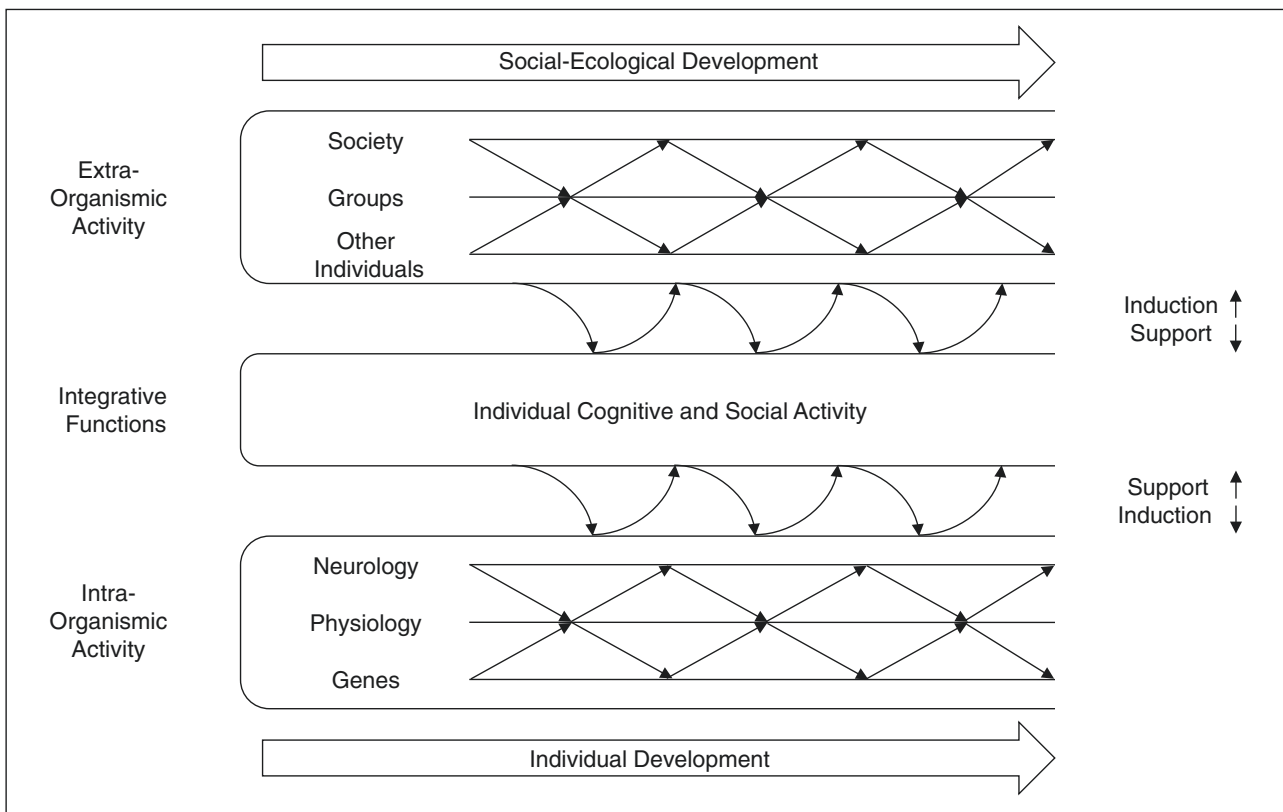 Social-Ecological Development
Extra-
Organismic
Activity
Society
Groups
Other
Individuals
Induction
Support
Integrative
Functions
Individual Cognitive and Social Activity
Support
Induction
Intra-
Organismic
Activity
Neurology
Physiology
Genes
Individual Development